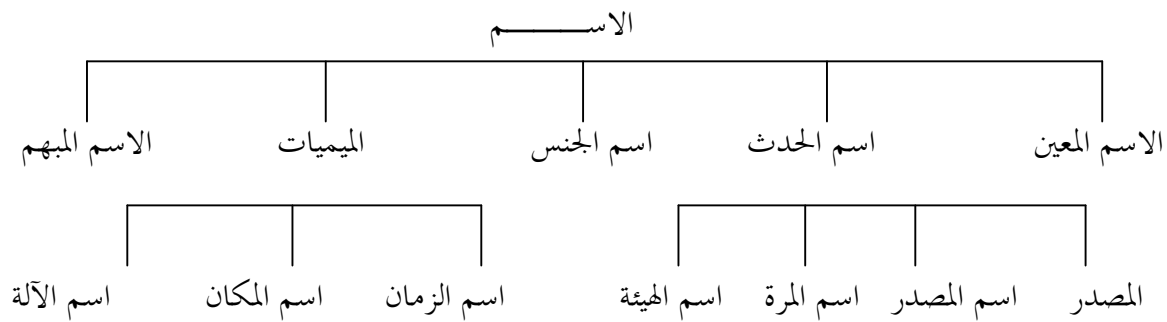 الاســـــــم
الاسم المعين اسم الحدث اسم الجنس الميميات الاسم المبهم
المصدر اسم المصدر اسم المرة اسم الهيئة اسم الزمان اسم المكان اسم الآلة